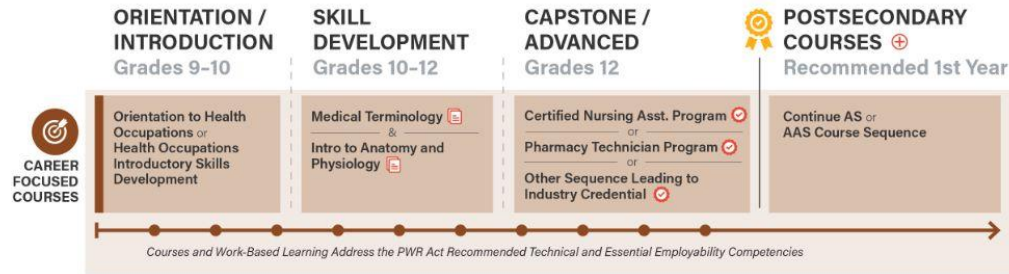 ORIENTATION /
INTRODUCTION
Grades 9–10
SKILL
DEVELOPMENT
Grades 10–12
CAPSTONE /
ADVANCED
Grade 12
POSTSECONDARY
COURSES
Recommended 1st Year
CAREER
FOCUSED
COURSES
Orientation to Health
Occupations or
Health Occupations
Introductory Skills
Development
Medical Terminology
&
Intro to Anatomy and
Physiology
Certified Nursing Asst. Program
or
Pharmacy Technician Program
or
Other Sequence Leading to
Industry Credential
Continue AS or
AAS Course Sequence
Courses and Work-Based Learning Address the PWR Act Recommended Technical and Essential Employability Competencies